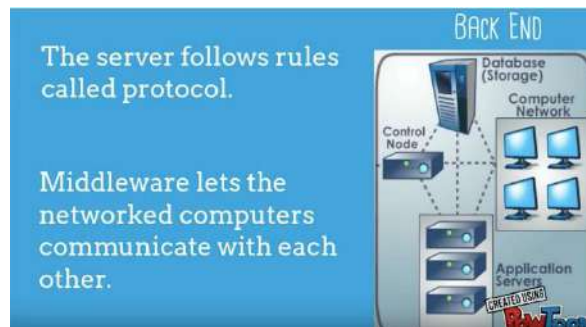 The server follows rules
called protocol.
Middleware lets the
networked computers
communicate with each
other.
BACK END
Database
(Storage)
Computer
Network
Control
Node
Application
Servers
CREATED USING